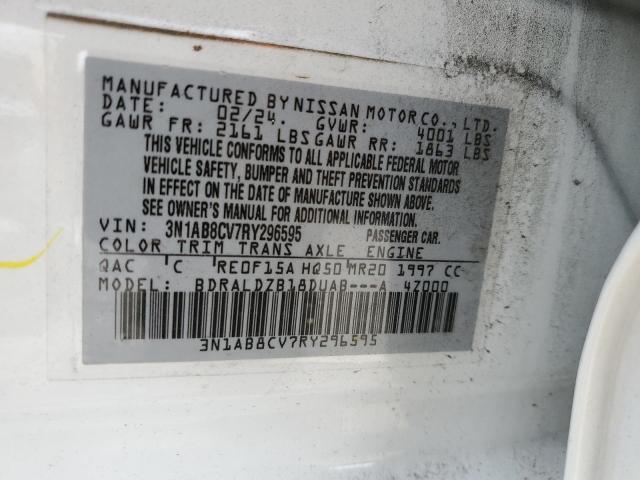 MANUFACTURED BY NISSAN MOTOR CO., LTD.
DATE: 02/24. GVWR: 4001 LBS
GAWR FR: 2161 LBS GAWR RR: 1863 LBS
THIS VEHICLE CONFORMS TO ALL APPLICABLE FEDERAL MOTOR
VEHICLE SAFETY, BUMPER AND THEFT PREVENTION STANDARDS
IN EFFECT ON THE DATE OF MANUFACTURE SHOWN ABOVE.
SEE OWNER'S MANUAL FOR ADDITIONAL INFORMATION.
VIN: 3N1AB8CV7RY296595 PASSENGER CAR.
COLOR TRIM TRANS AXLE ENGINE
QAC C RE0F15A HQ50 MR20 1997 CC
MODEL: BDRALDZB18DUAB---A 4Z000
3N1AB8CV7RY296595